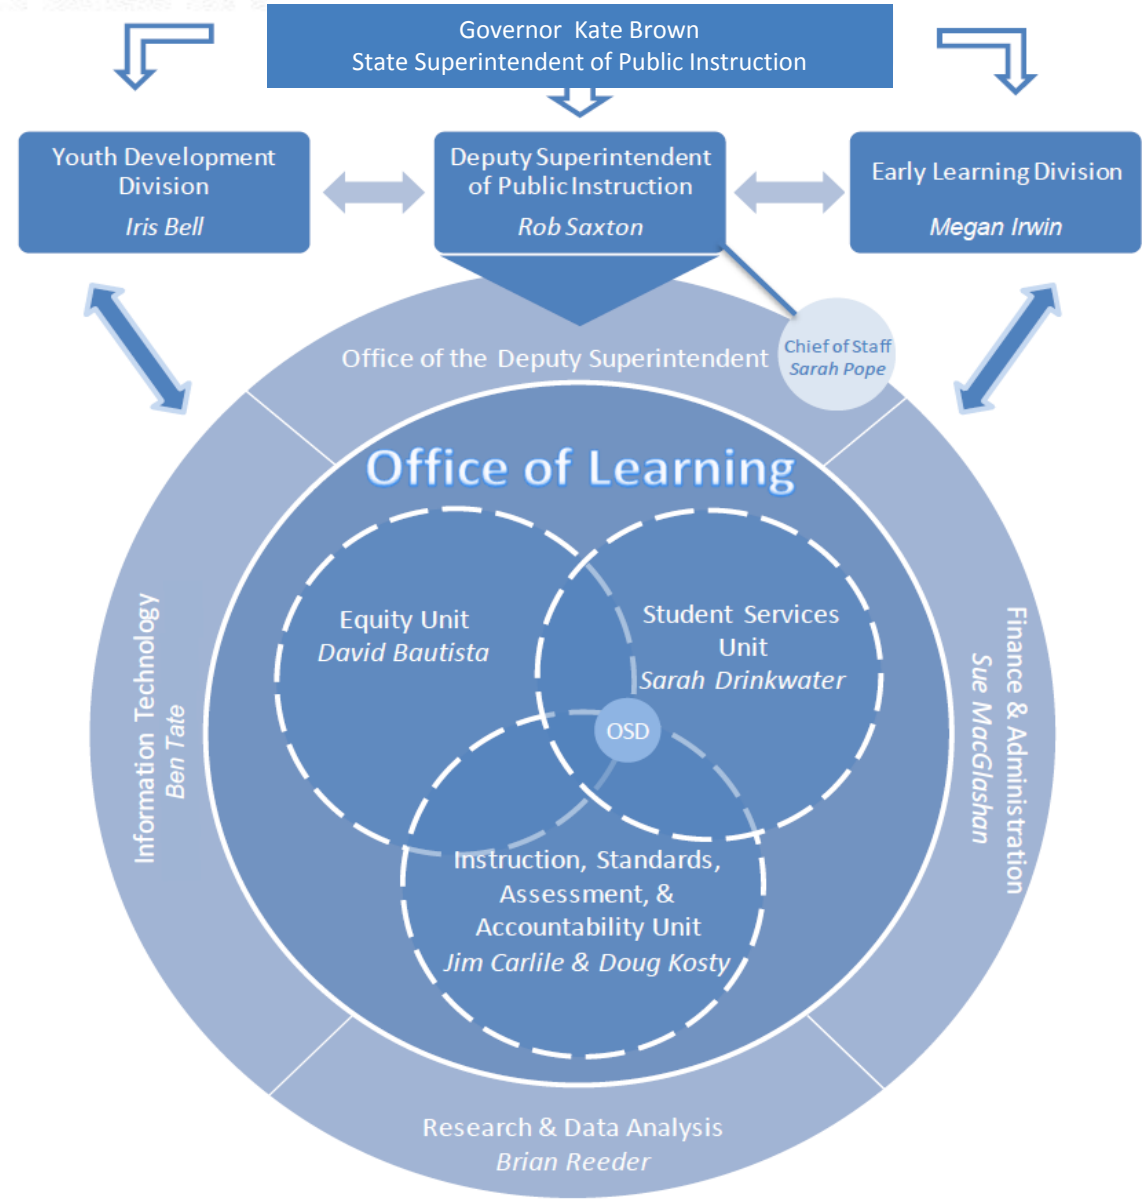 Governor Kate Brown
State Superintendent of Public Instruction
Youth Development
Division
Iris Bell
Deputy Superintendent
of Public Instruction
Rob Saxton
Early Learning Division
Megan Irwin
Chief of Staff
Sarah Pope
Office of the Deputy Superintendent
Office of Learning
Equity Unit
David Bautista
Student Services
Unit
Sarah Drinkwater
OSD
Instruction, Standards,
Assessment, &
Accountability Unit
Jim Carlile & Doug Kosty
Information Technology
Ben Tate
Finance & Administration
Sue MacGlashan
Research & Data Analysis
Brian Reeder